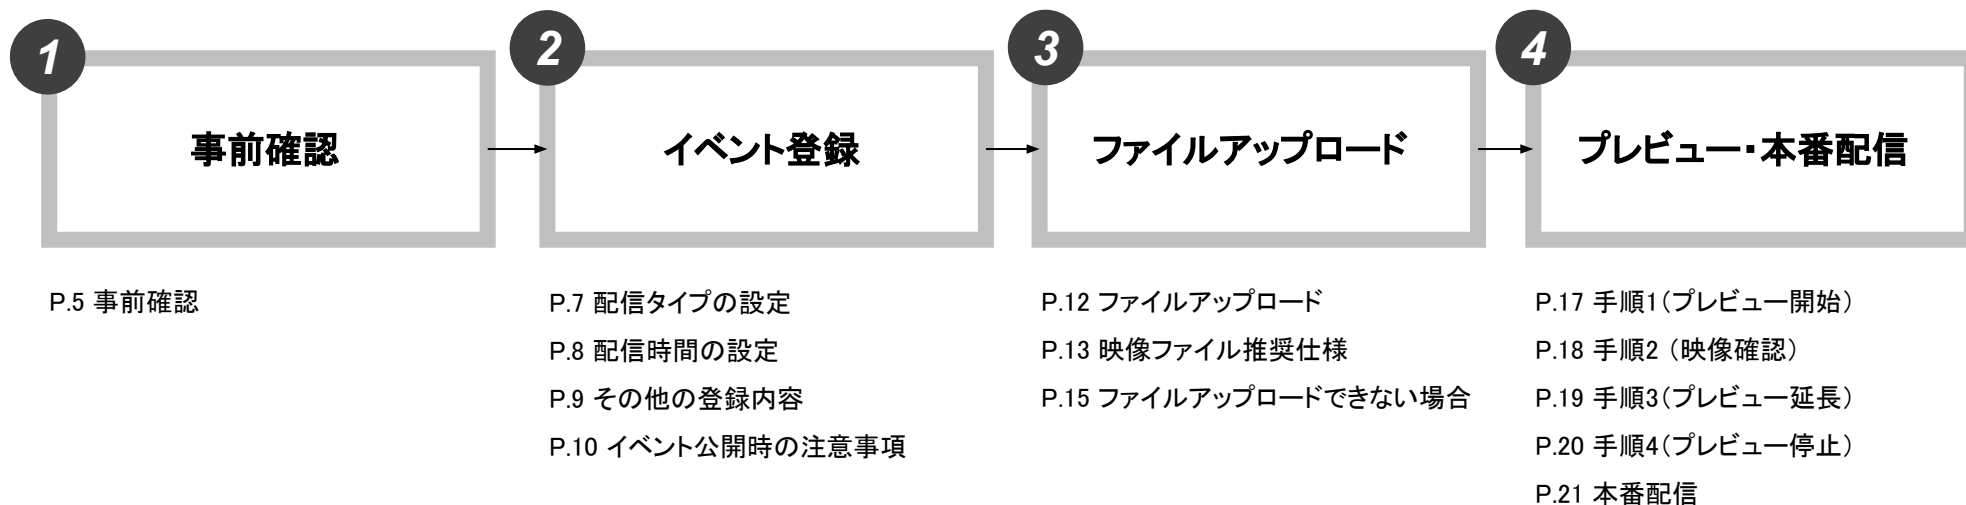 1
事前確認
P.5 事前確認
2
イベント登録
P.7 配信タイプの設定
P.8 配信時間の設定
P.9 その他の登録内容
P.10 イベント公開時の注意事項
3
ファイルアップロード
P.12 ファイルアップロード
P.13 映像ファイル推奨仕様
P.15 ファイルアップロードできない場合
4
プレビュー・本番配信
P.17 手順1（プレビュー開始）
P.18 手順2 （映像確認）
P.19 手順3（プレビュー延長）
P.20 手順4（プレビュー停止）
P.21 本番配信